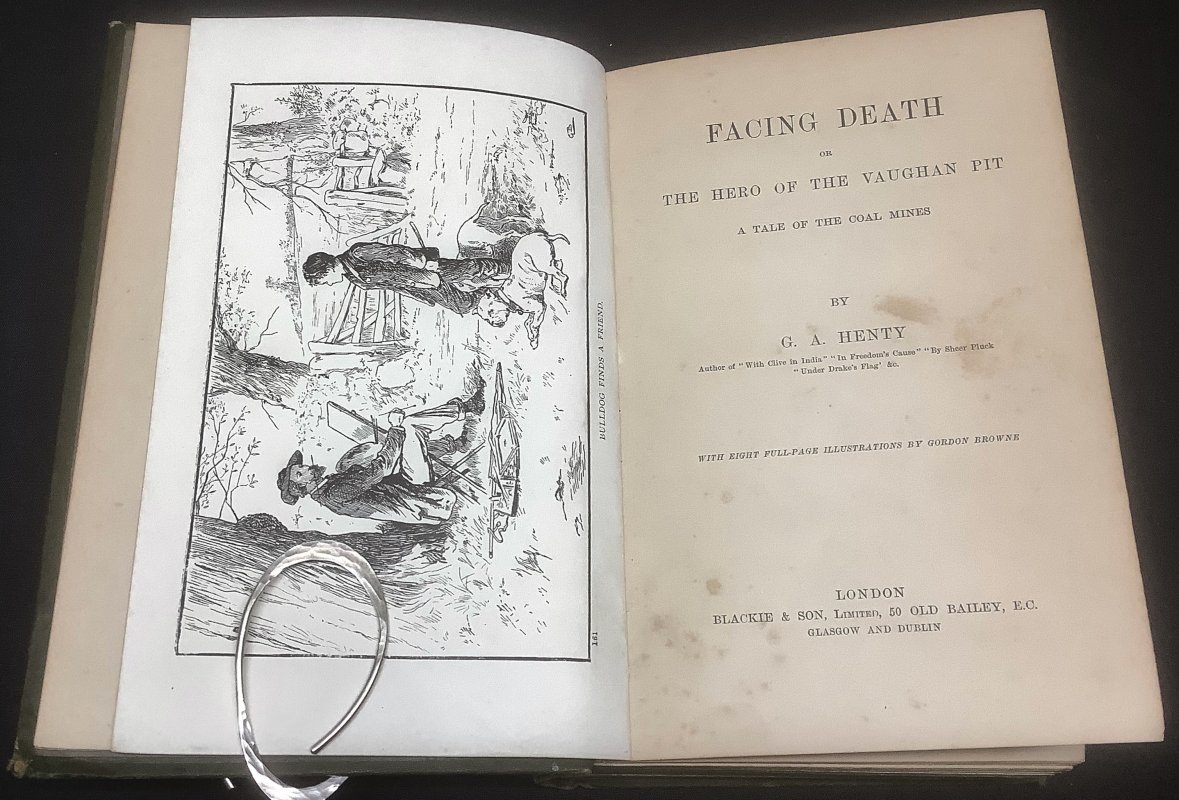 BULLDOG FINDS A FRIEND.
161
FACING DEATH
OR
THE HERO OF THE VAUGHAN PIT
A TALE OF THE COAL MINES
BY
G. A. HENTY
Author of "With Clive in India" "In Freedom's Cause" "By Sheer Pluck
"Under Drake's Flag' &c.
WITH EIGHT FULL-PAGE ILLUSTRATIONS BY GORDON BROWNE
LONDON
BLACKIE & SON, LIMITED, 50 OLD BAILEY, E.C.
GLASGOW AND DUBLIN